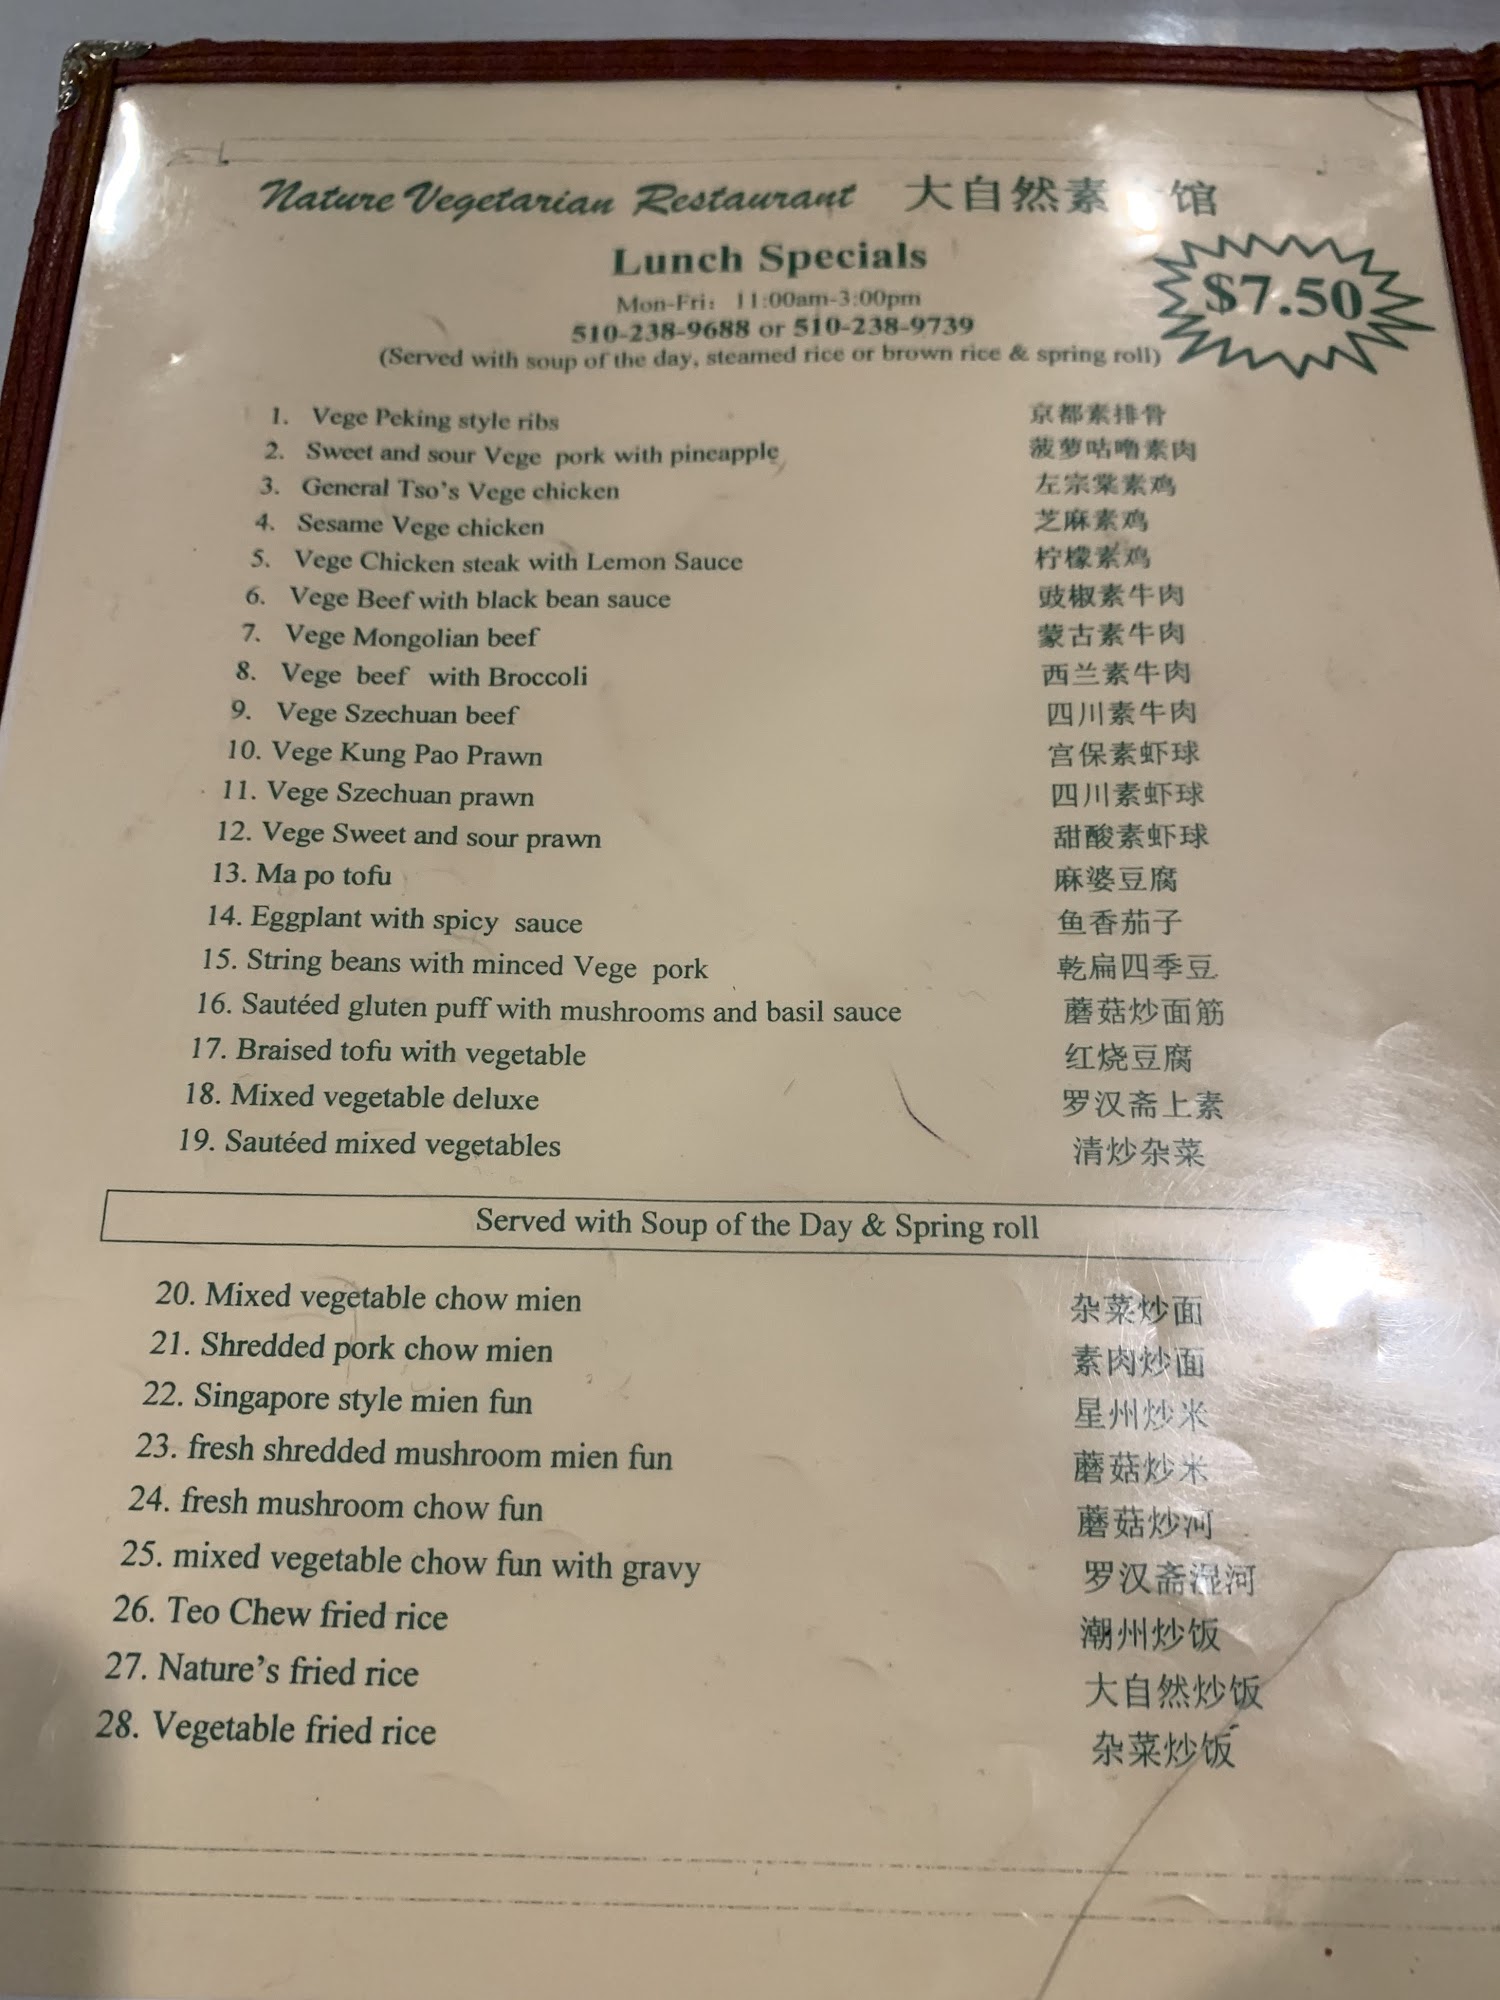 Nature Vegetarian Restaurant 大自然素 馆
Lunch Specials
$7.50
Mon-Fri: 11:00am-3:00pm
510-238-9688 or 510-238-9739
(Served with soup of the day, steamed rice or brown rice & spring roll)
1. Vege Peking style ribs 京都素排骨
2. Sweet and sour Vege pork with pineapple 菠萝咕噜素肉
3. General Tso's Vege chicken 左宗棠素鸡
4. Sesame Vege chicken 芝麻素鸡
5. Vege Chicken steak with Lemon Sauce 柠檬素鸡
6. Vege Beef with black bean sauce 豉椒素牛肉
7. Vege Mongolian beef 蒙古素牛肉
8. Vege beef with Broccoli 西兰素牛肉
9. Vege Szechuan beef 四川素牛肉
10. Vege Kung Pao Prawn 宫保素虾球
11. Vege Szechuan prawn 四川素虾球
12. Vege Sweet and sour prawn 甜酸素虾球
13. Ma po tofu 麻婆豆腐
14. Eggplant with spicy sauce 鱼香茄子
15. String beans with minced Vege pork 乾扁四季豆
16. Sautéed gluten puff with mushrooms and basil sauce 蘑菇炒面筋
17. Braised tofu with vegetable 红烧豆腐
18. Mixed vegetable deluxe 罗汉斋上素
19. Sautéed mixed vegetables 清炒杂菜
Served with Soup of the Day & Spring roll
20. Mixed vegetable chow mien 杂菜炒面
21. Shredded pork chow mien 素肉炒面
22. Singapore style mien fun 星州炒米
23. fresh shredded mushroom mien fun 蘑菇炒米
24. fresh mushroom chow fun 蘑菇炒河
25. mixed vegetable chow fun with gravy 罗汉斋湿河
26. Teo Chew fried rice 潮州炒饭
27. Nature's fried rice 大自然炒饭
28. Vegetable fried rice 杂菜炒饭